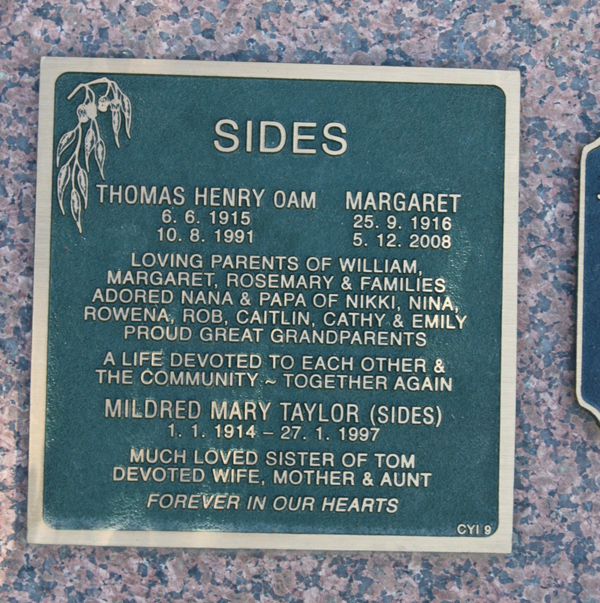 SIDES
THOMAS HENRY OAM MARGARET
6. 6. 1915 25. 9. 1916
10. 8. 1991 5. 12. 2008
LOVING PARENTS OF WILLIAM,
MARGARET, ROSEMARY & FAMILIES
ADORED NANA & PAPA OF NIKKI, NINA,
ROWENA, ROB, CAITLIN, CATHY & EMILY
PROUD GREAT GRANDPARENTS
A LIFE DEVOTED TO EACH OTHER &
THE COMMUNITY ~ TOGETHER AGAIN
MILDRED MARY TAYLOR (SIDES)
1. 1. 1914 – 27. 1. 1997
MUCH LOVED SISTER OF TOM
DEVOTED WIFE, MOTHER & AUNT
FOREVER IN OUR HEARTS
CYI 9